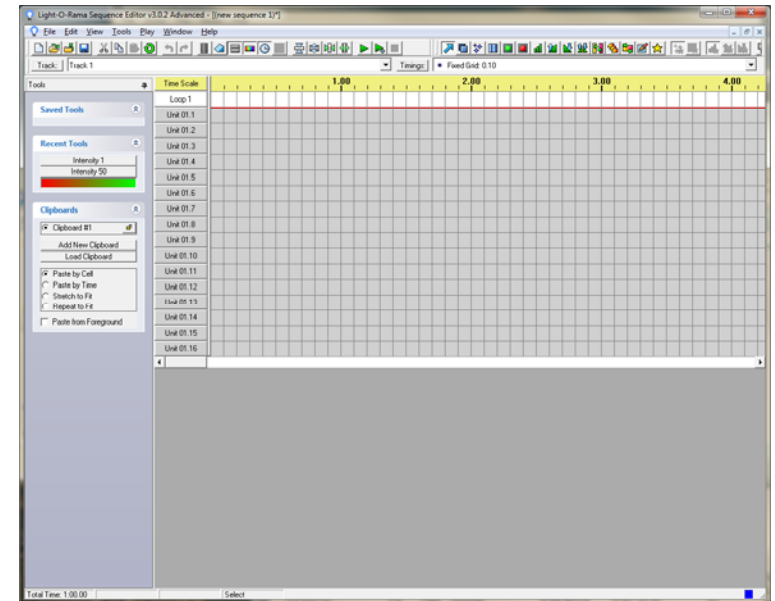 Light-O-Rama Sequence Editor v3.0.2 Advanced - [(new sequence 1)*]
File Edit View Tools Play Window Help
Track: Track 1 Timings: Fixed Grid: 0.10
Tools
Time Scale 1.00 2.00 3.00 4.00
Loop 1
Saved Tools
Unit 01.1
Unit 01.2
Recent Tools
Unit 01.3
Intensity 1
Unit 01.4
Intensity 50
Unit 01.5
Unit 01.6
Clipboards
Unit 01.7
Clipboard #1
Unit 01.8
Add New Clipboard
Unit 01.9
Load Clipboard
Unit 01.10
Paste by Cell
Unit 01.11
Paste by Time
Unit 01.12
Stretch to Fit
Repeat to Fit
Unit 01.13
Paste from Foreground
Unit 01.14
Unit 01.15
Unit 01.16
Total Time: 1:00.00 Select